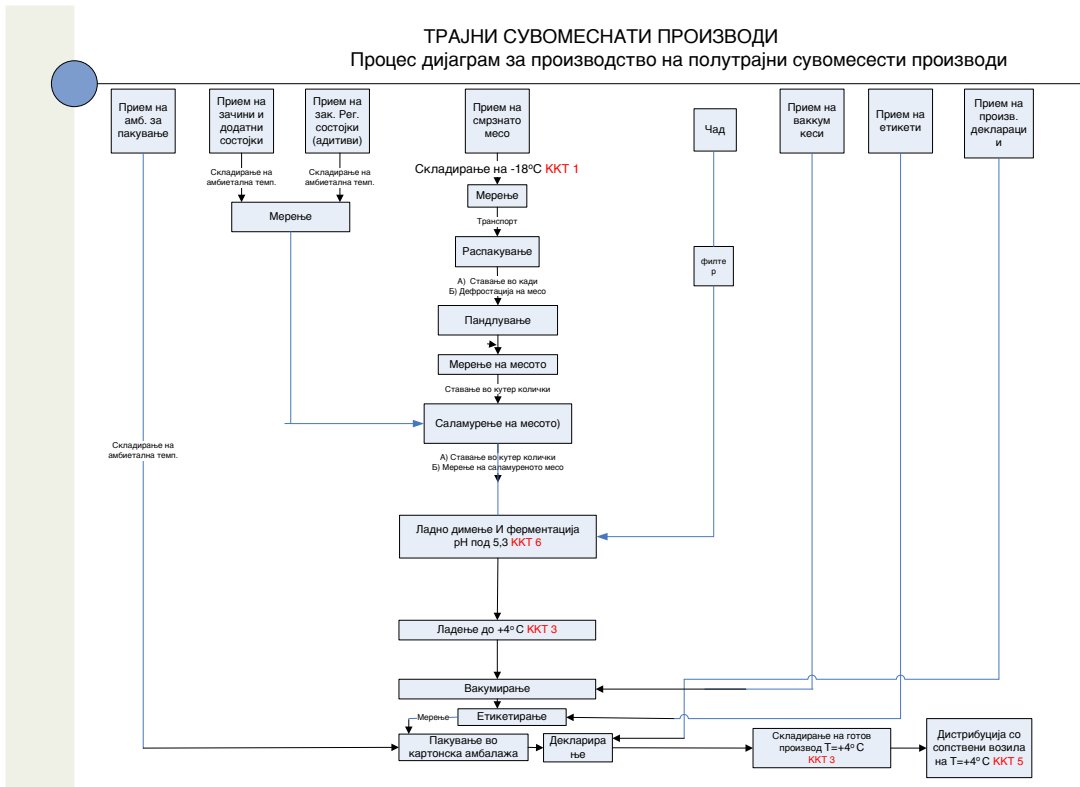 ТРАЈНИ СУВОМЕСНАТИ ПРОИЗВОДИ
Процес дијаграм за производство на полутрајни сувомесести производи
Прием на
амб. за
пакување
Прием на
зачини и
додатни
состојки
Прием на
зак. Рег.
состојки
(адитиви)
Прием на
смрзнато
месо
Чад
Прием на
ваккум
кеси
Прием на
етикети
Прием на
произв.
деклараци
и
Складирање на
амбиетална темп.
Складирање на
амбиетална темп.
Складирање на -18ºС ККТ 1
Мерење
Мерење
Транспорт
Распакување
филте
р
А) Ставање во кади
Б) Дефростација на месо
Пандлување
Мерење на месото
Ставање во кутер колички
Саламурење на месото)
Складирање на
амбиетална темп.
А) Ставање во кутер колички
Б) Мерење на саламуреното месо
Ладно димење И ферментација
pH под 5,3 ККТ 6
Ладење до +4º С ККТ 3
Вакумирање
Етикетирање
Мерење
Пакување во
картонска амбалажа
Декларира
ње
Складирање на готов
производ Т=+4º С
ККТ 3
Дистрибуција со
сопствени возила
на Т=+4º С ККТ 5